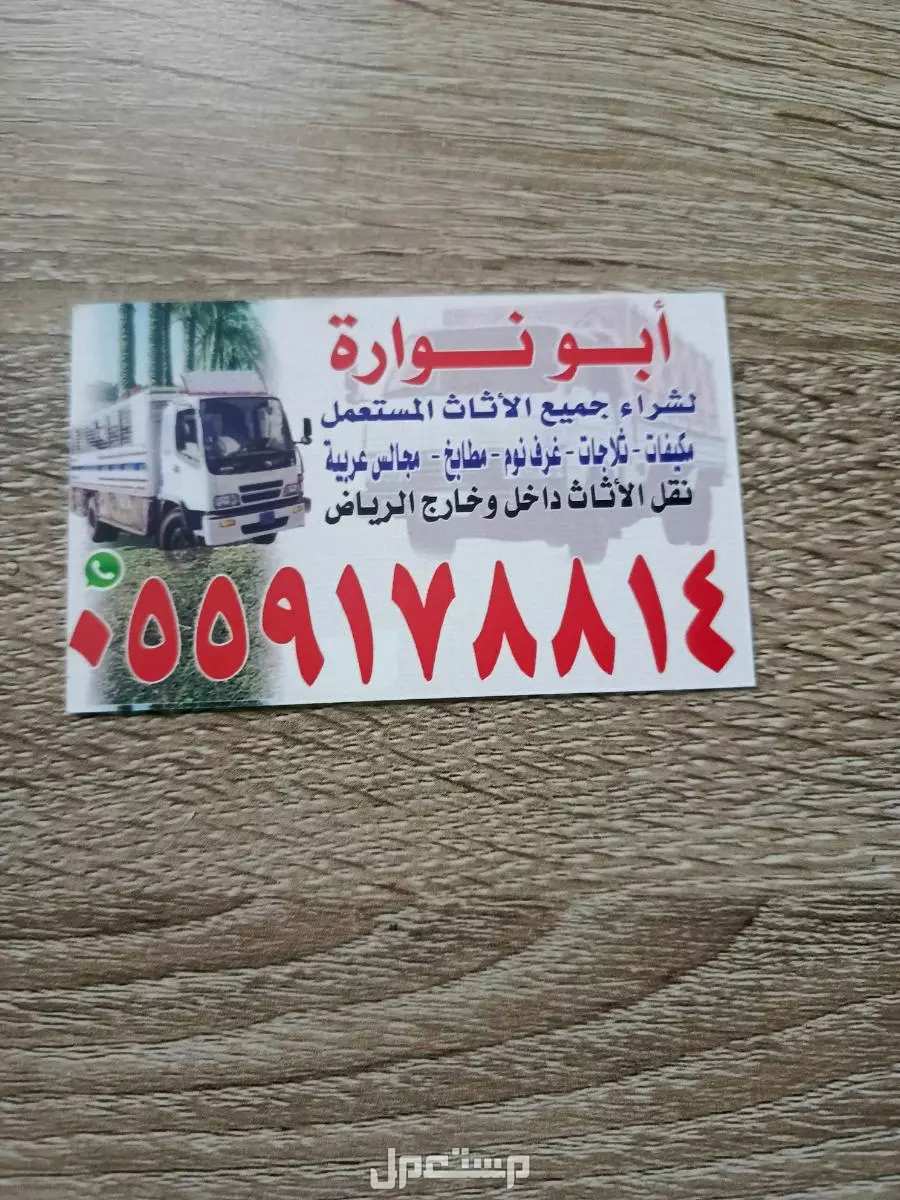 أبو نوارة
لشراء جميع الأثاث المستعمل
مكيفات - ثلاجات - غرف نوم - مطابخ - مجالس عربية
نقل الأثاث داخل وخارج الرياض
٠٥٥٩١٧٨٨١٤
مستعمل